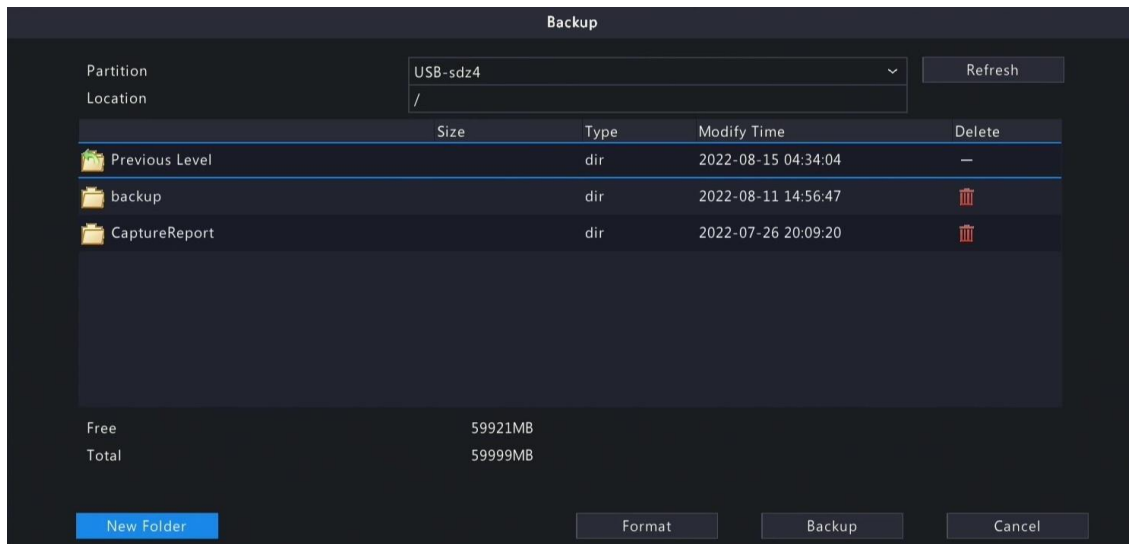 Backup
Partition USB-sdz4 Refresh
Location /
Size Type Modify Time Delete
Previous Level dir 2022-08-15 04:34:04 —
backup dir 2022-08-11 14:56:47
CaptureReport dir 2022-07-26 20:09:20
Free 59921MB
Total 59999MB
New Folder Format Backup Cancel